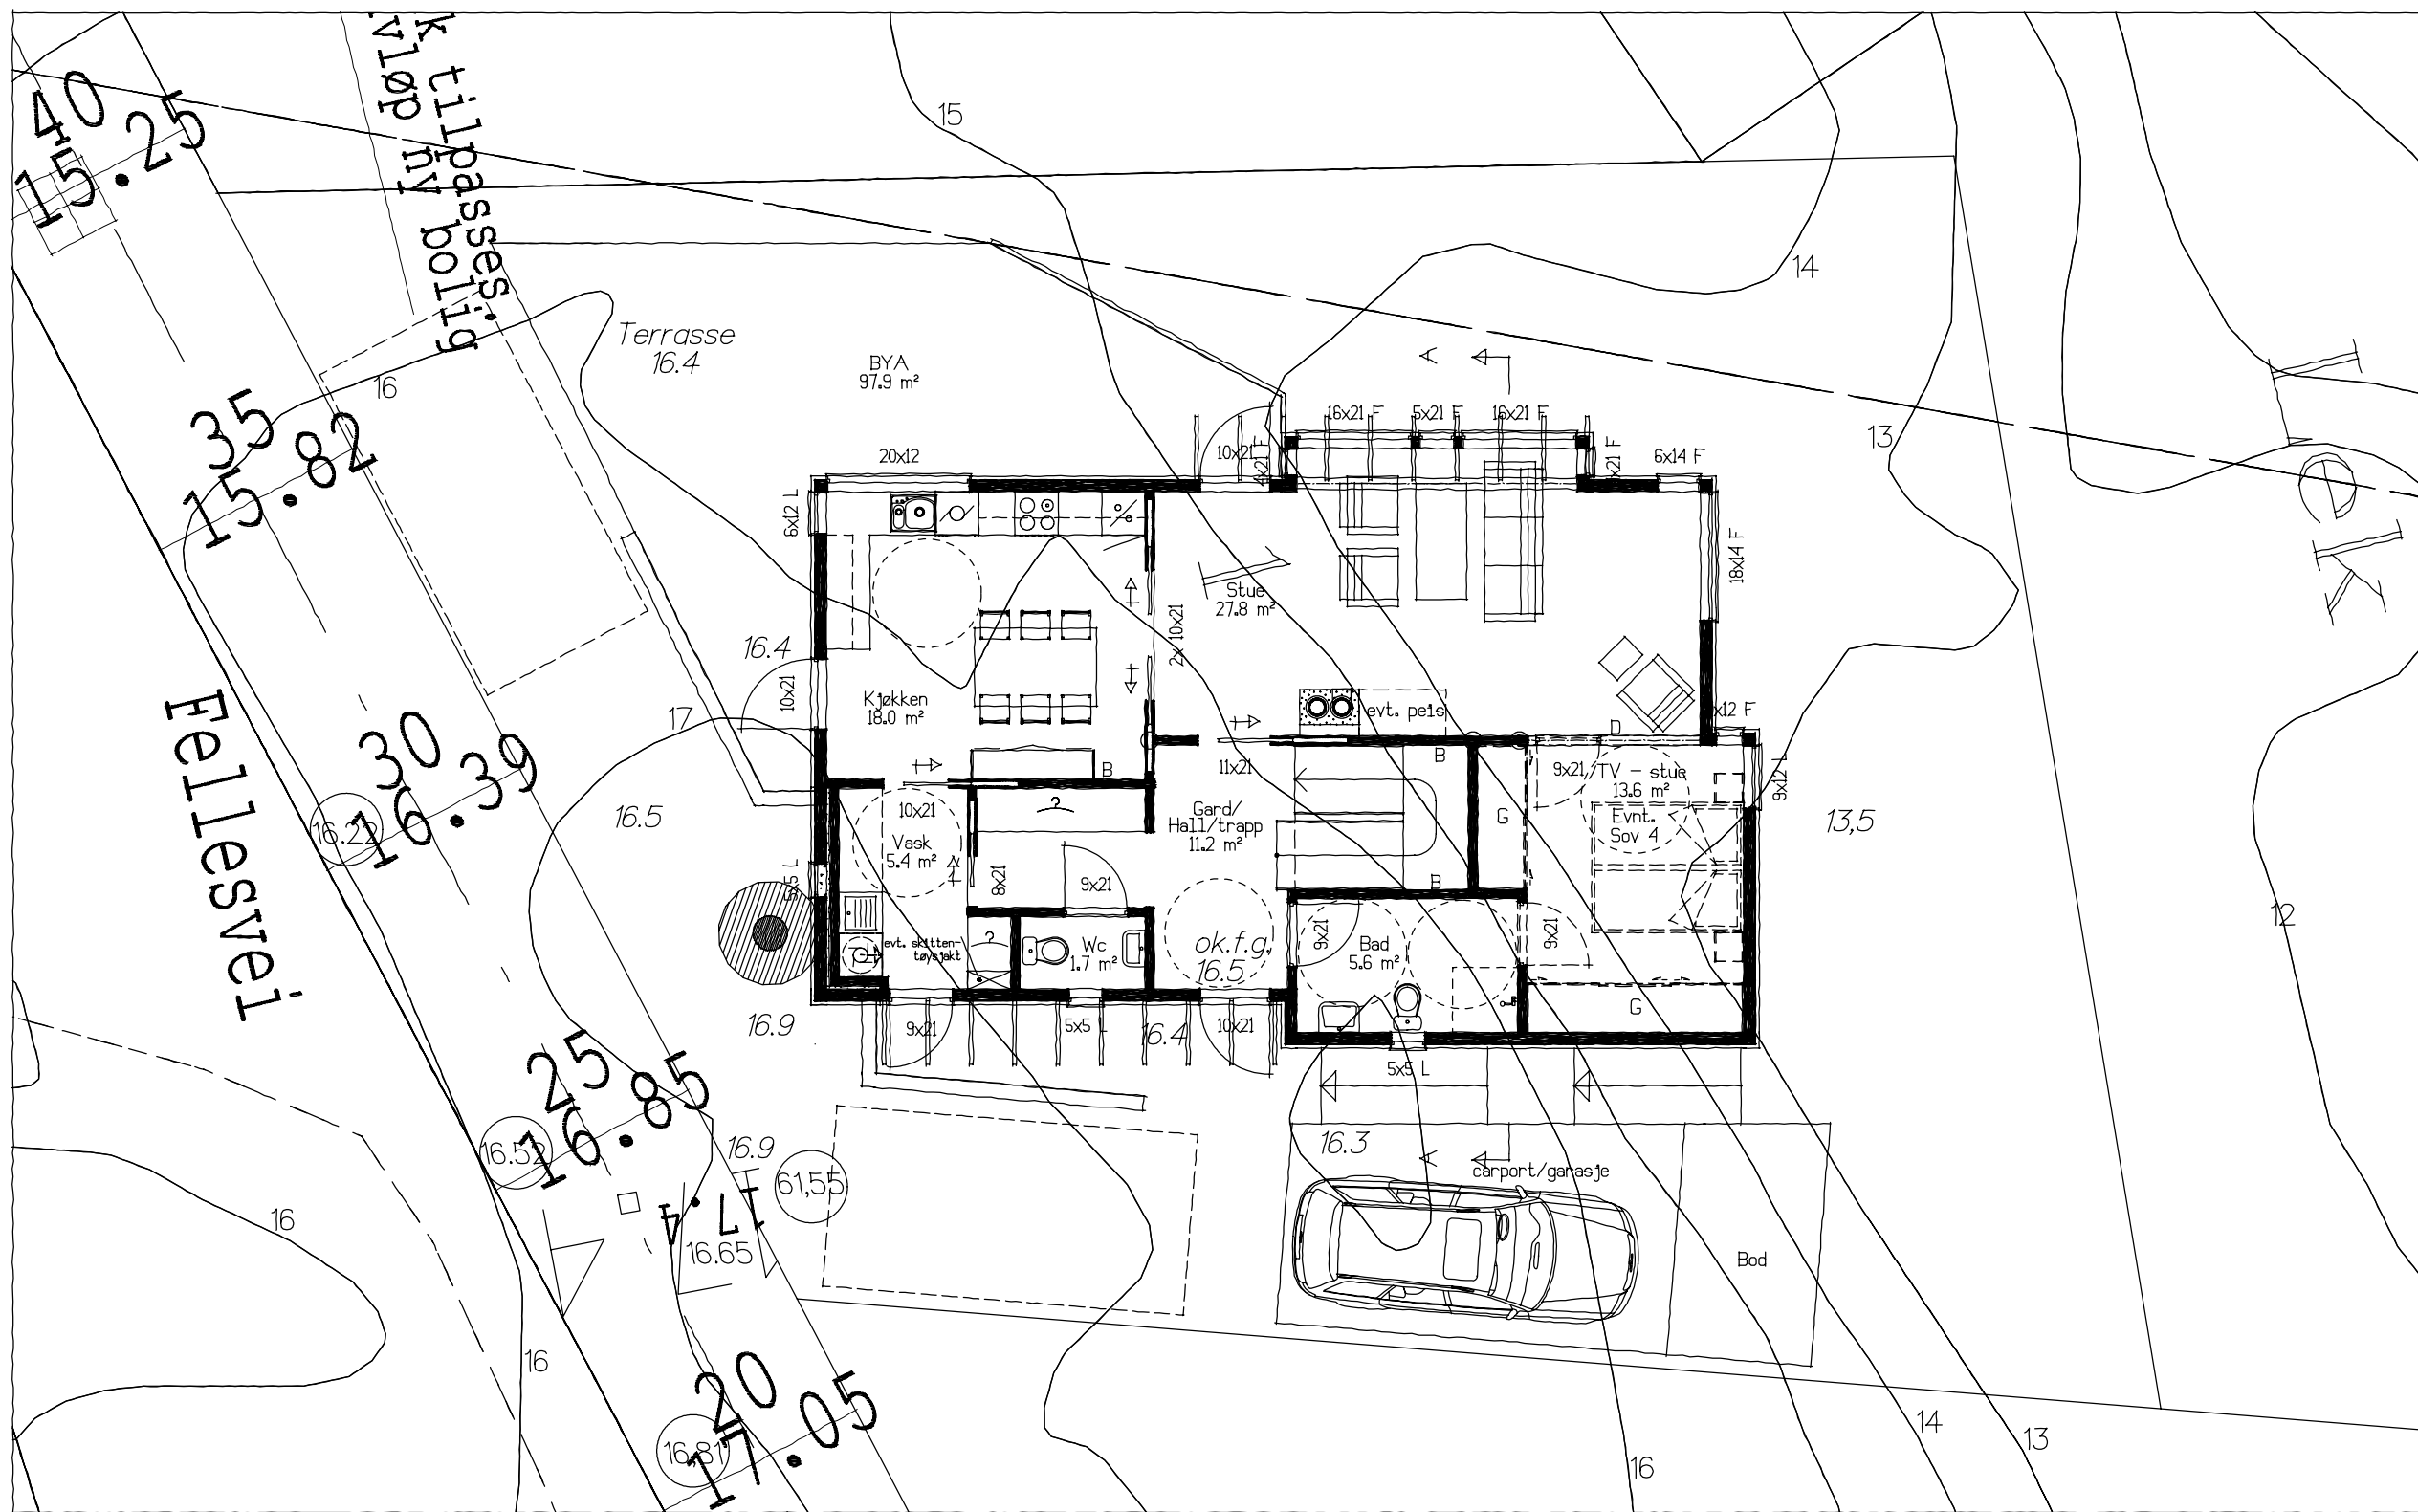 k tilpasses.
vløp ny bolig
40
15.25
15
14
13
Terrasse
16.4
BYA
97.9 m²
16
A
16x21 F
5x21 F
16x21 F
35
15.82
20x12
10x21
4x21 F
x21 F
6x14 F
6x12 L
18x14 F
Stue
27.8 m²
2x 10x21
16.4
10x21
Kjøkken
18.0 m²
17
evt. peis
x12 F
D
B
B
30
16.39
16.22
11x21
9x21
TV - stue
13.6 m²
Evnt.
Sov 4
9x12 L
Fellesvei
16.5
10x21
Vask
5.4 m²
?
Gard/
Hall/trapp
11.2 m²
G
13,5
5x5 L
8x21
9x21
B
12
evt. skitten-
tøysjakt
?
Wc
1.7 m²
ok.f.g.
16.5
9x21
Bad
5.6 m²
9x21
G
16.9
9x21
5x5 L
16.4
10x21
5x5 L
25
16.85
16.52
16.9
61,55
17.4
16.65
16.3
A
carport/garasje
Bod
16
16
20
17.05
16,81
16
14
13